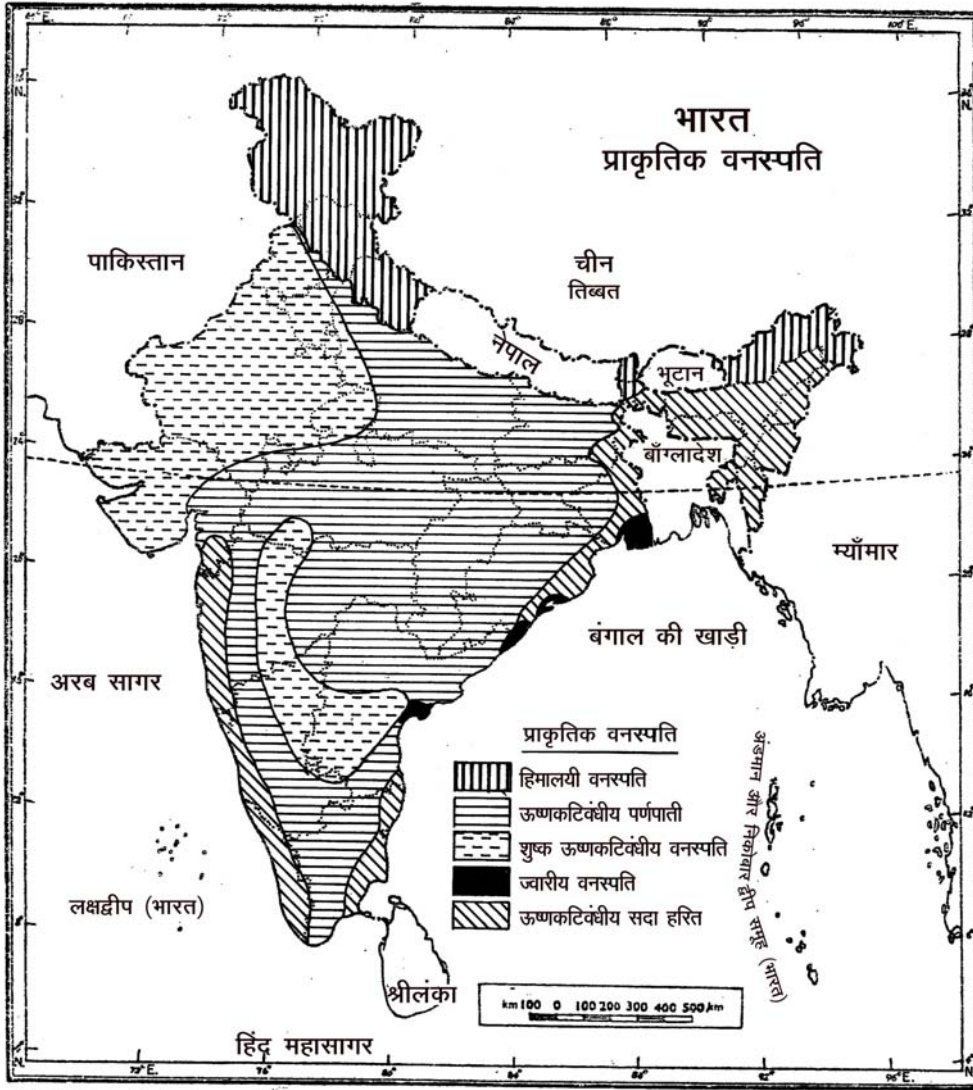 भारत
प्राकृतिक वनस्पति
पाकिस्तान
चीन
तिब्बत
नेपाल
भूटान
बाँग्लादेश
म्याँमार
बंगाल की खाड़ी
अरब सागर
प्राकृतिक वनस्पति
हिमालयी वनस्पति
ऊष्णकटिवंधीय पर्णपाती
शुष्क ऊष्णकटिवंधीय वनस्पति
ज्वारीय वनस्पति
ऊष्णकटिवंधीय सदा हरित
अंडमान और निकोबार द्वीप समूह (भारत)
लक्षद्वीप (भारत)
श्रीलंका
km 100 0 100 200 300 400 500 km
हिंद महासागर